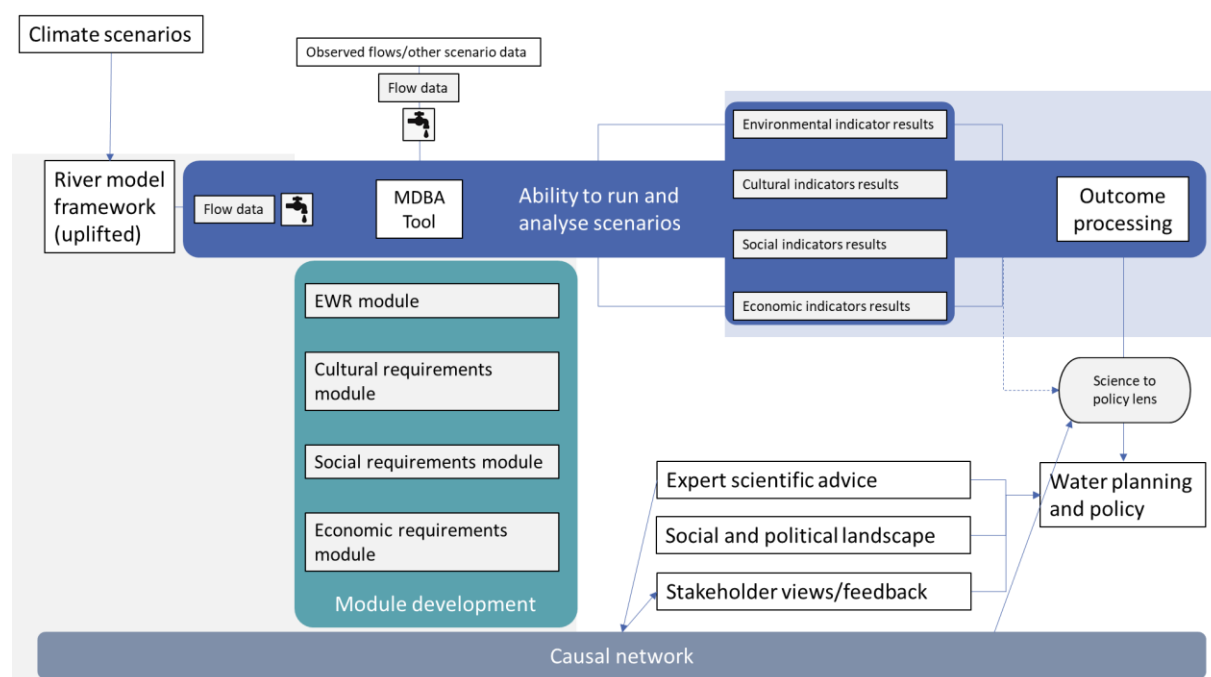 Climate scenarios
Observed flows/other scenario data
Flow data
River model
framework
(uplifted)
Flow data
MDBA
Tool
Ability to run and
analyse scenarios
Environmental indicator results
Cultural indicators results
Social indicators results
Economic indicators results
Outcome
processing
EWR module
Cultural requirements
module
Social requirements module
Economic requirements
module
Module development
Science to
policy lens
Expert scientific advice
Social and political landscape
Stakeholder views/feedback
Water planning
and policy
Causal network